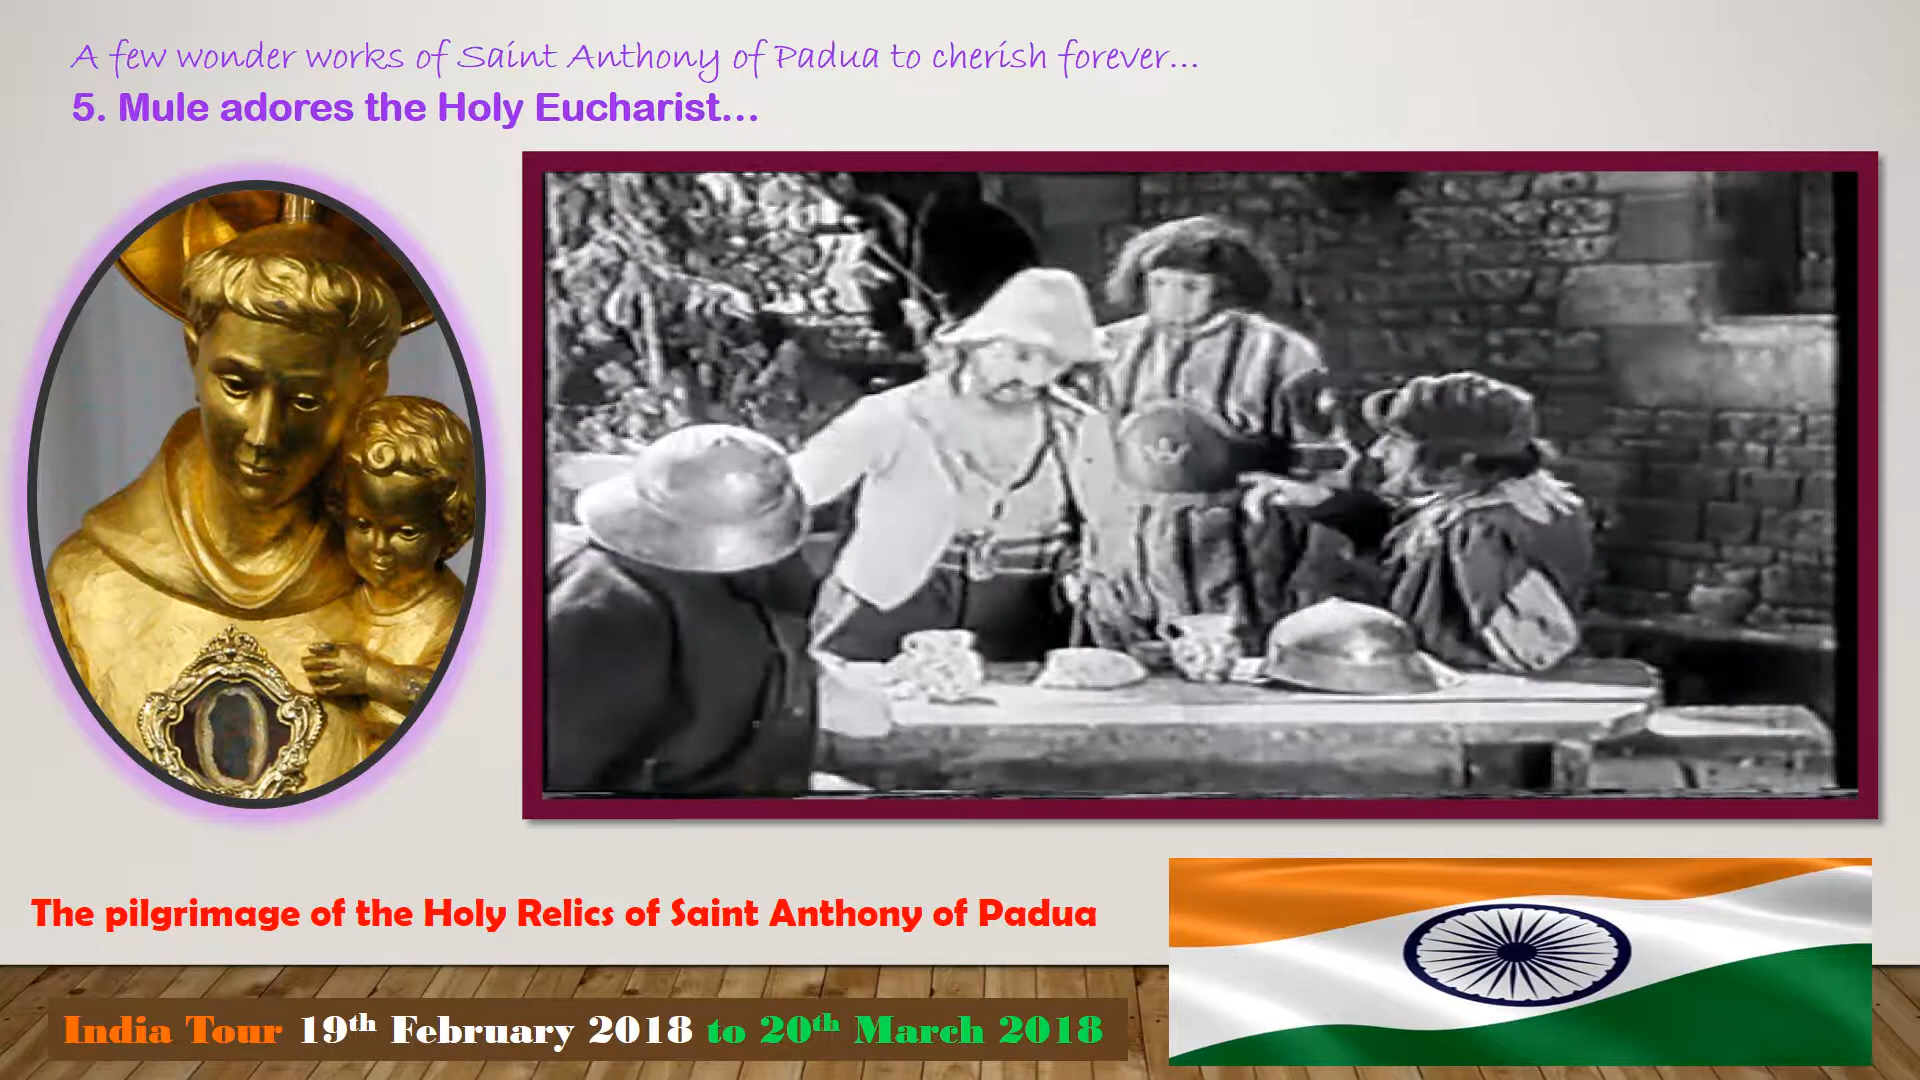 A few wonder works of Saint Anthony of Padua to cherish forever...
5. Mule adores the Holy Eucharist...
The pilgrimage of the Holy Relics of Saint Anthony of Padua
India Tour 19th February 2018 to 20th March 2018